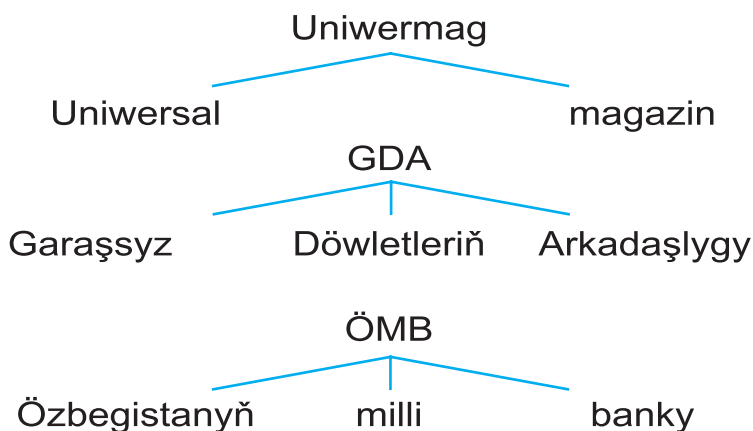 Uniwermag
Uniwersal magazin
GDA
Garaşsyz Döwletleriň Arkadaşlygy
ÖMB
Özbegistanyň milli banky